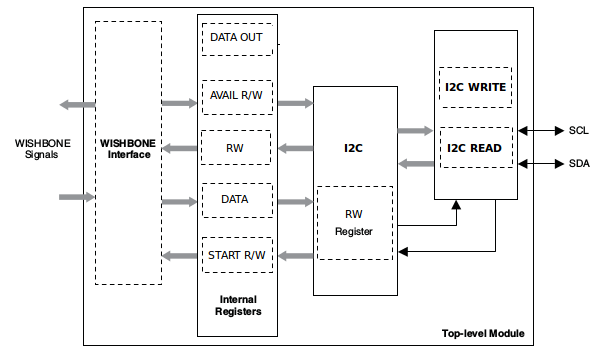 DATA OUT
I2C WRITE
AVAIL R/W
SCL
WISHBONE
Signals
WISHBONE
Interface
RW
I2C
I2C READ
SDA
DATA
RW
Register
START R/W
Internal
Registers
Top-level Module